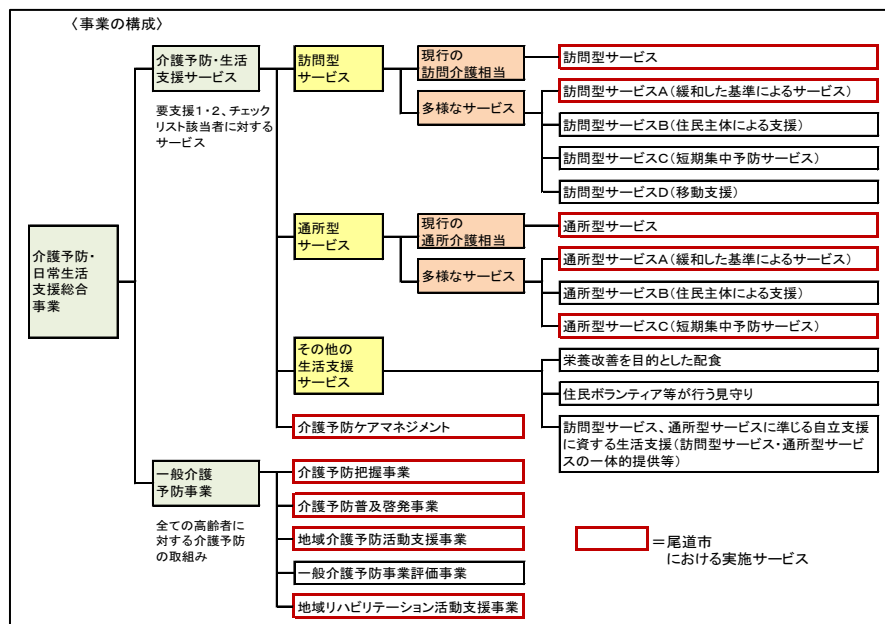 〈事業の構成〉
介護予防・生活
支援サービス
要支援1・2、チェック
リスト該当者に対する
サービス
訪問型
サービス
現行の
訪問介護相当
訪問型サービス
多様なサービス
訪問型サービスA(緩和した基準によるサービス)
訪問型サービスB(住民主体による支援)
訪問型サービスC(短期集中予防サービス)
訪問型サービスD(移動支援)
介護予防・
日常生活
支援総合
事業
通所型
サービス
現行の
通所介護相当
通所型サービス
多様なサービス
通所型サービスA(緩和した基準によるサービス)
通所型サービスB(住民主体による支援)
通所型サービスC(短期集中予防サービス)
その他の
生活支援
サービス
栄養改善を目的とした配食
住民ボランティア等が行う見守り
訪問型サービス、通所型サービスに準じる自立支援
に資する生活支援(訪問型サービス・通所型サービ
スの一体的提供等)
介護予防ケアマネジメント
一般介護
予防事業
全ての高齢者に
対する介護予防
の取組み
介護予防把握事業
介護予防普及啓発事業
地域介護予防活動支援事業
一般介護予防事業評価事業
地域リハビリテーション活動支援事業
=尾道市
における実施サービス